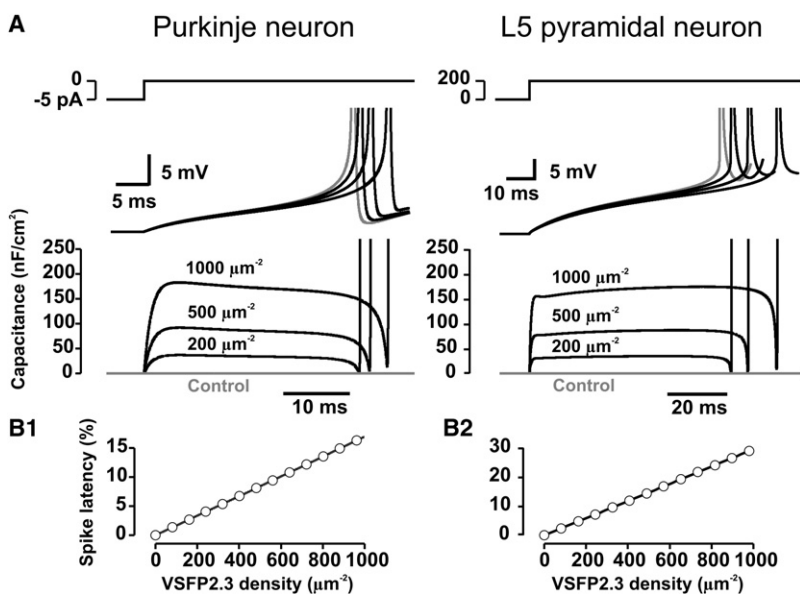 A
Purkinje neuron
L5 pyramidal neuron
0
-5 pA
200
0
5 mV
5 ms
5 mV
10 ms
Capacitance (nF/cm²)
250
200
150
100
50
0
1000 µm⁻²
500 µm⁻²
200 µm⁻²
Control
10 ms
250
200
150
100
50
0
1000 µm⁻²
500 µm⁻²
200 µm⁻²
Control
20 ms
B1
Spike latency (%)
15
10
5
0
0 200 400 600 800 1000
VSFP2.3 density (µm⁻²)
B2
30
20
10
0
0 200 400 600 800 1000
VSFP2.3 density (µm⁻²)